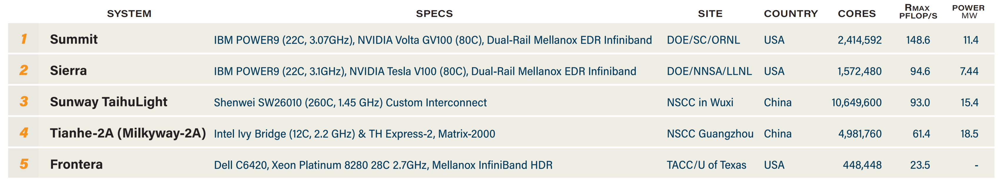 SYSTEM SPECS SITE COUNTRY CORES RMAX PFLOP/S POWER MW
1 Summit IBM POWER9 (22C, 3.07GHz), NVIDIA Volta GV100 (80C), Dual-Rail Mellanox EDR Infiniband DOE/SC/ORNL USA 2,414,592 148.6 11.4
2 Sierra IBM POWER9 (22C, 3.1GHz), NVIDIA Tesla V100 (80C), Dual-Rail Mellanox EDR Infiniband DOE/NNSA/LLNL USA 1,572,480 94.6 7.44
3 Sunway TaihuLight Shenwei SW26010 (260C, 1.45 GHz) Custom Interconnect NSCC in Wuxi China 10,649,600 93.0 15.4
4 Tianhe-2A (Milkyway-2A) Intel Ivy Bridge (12C, 2.2 GHz) & TH Express-2, Matrix-2000 NSCC Guangzhou China 4,981,760 61.4 18.5
5 Frontera Dell C6420, Xeon Platinum 8280 28C 2.7GHz, Mellanox InfiniBand HDR TACC/U of Texas USA 448,448 23.5 -